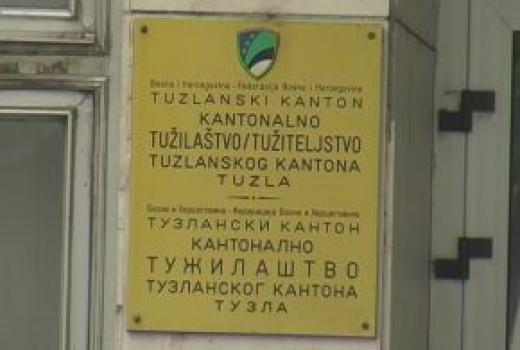 Bosna i Hercegovina - Federacija Bosne i Hercegovine
TUZLANSKI KANTON
KANTONALNO
TUŽILAŠTVO/TUŽITELJSTVO
TUZLANSKOG KANTONA
TUZLA
Босна и Херцеговина - Федерација Босне и Херцеговине
ТУЗЛАНСКИ КАНТОН
КАНТОНАЛНО
ТУЖИЛАШТВО
ТУЗЛАНСКОГ КАНТОНА
ТУЗЛА